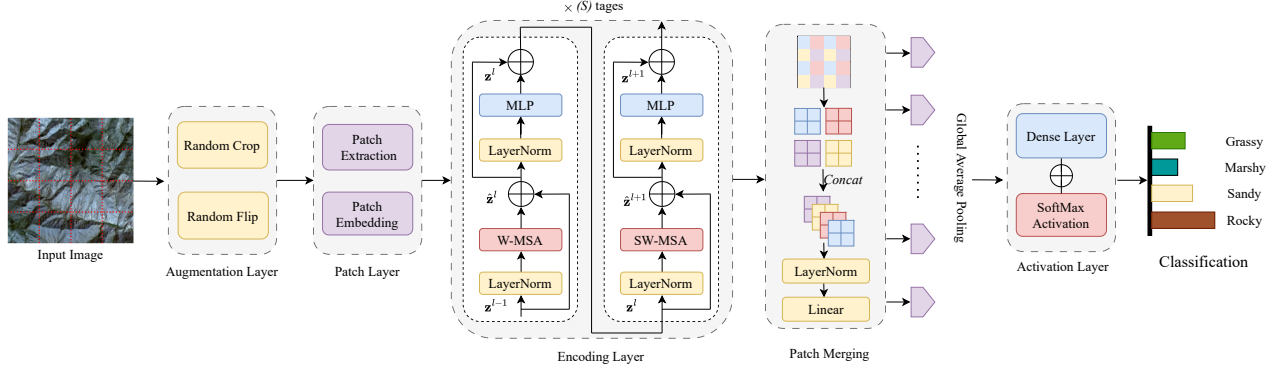 × (S) tages
Input Image
Random Crop
Random Flip
Augmentation Layer
Patch
Extraction
Patch
Embedding
Patch Layer
z^l
MLP
LayerNorm
ẑ^l
W-MSA
LayerNorm
z^{l−1}
z^{l+1}
MLP
LayerNorm
ẑ^{l+1}
SW-MSA
LayerNorm
z^l
Encoding Layer
Concat
LayerNorm
Linear
Patch Merging
Global Average Pooling
Dense Layer
SoftMax
Activation
Activation Layer
Grassy
Marshy
Sandy
Rocky
Classification